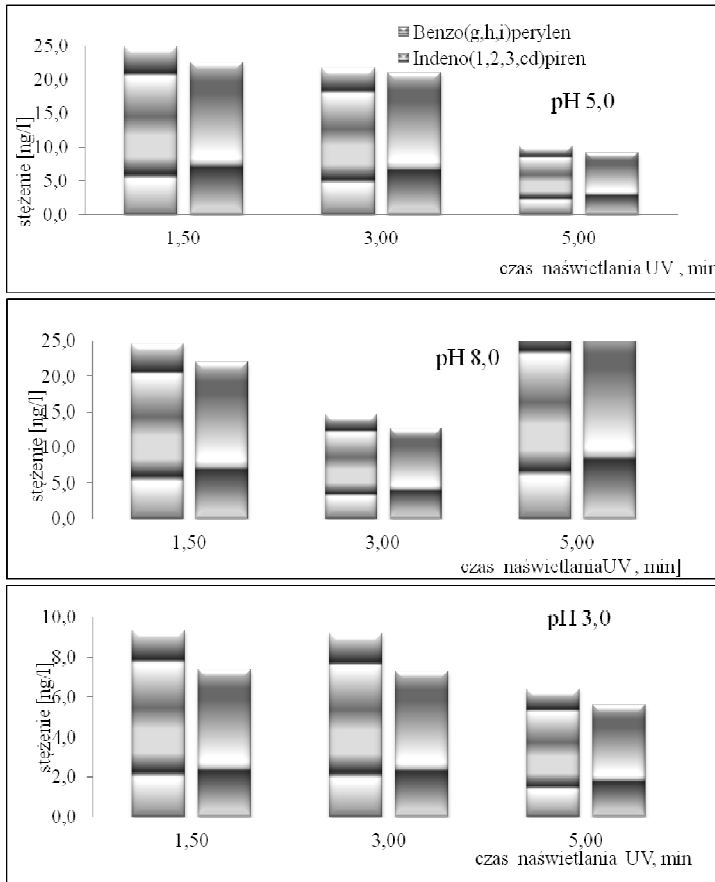 Benzo(g,h,i)perylen
Indeno(1,2,3,cd)piren
pH 5,0
stężenie [ng/l]
25,0
20,0
15,0
10,0
5,0
0,0
1,50 3,00 5,00
czas naświetlania UV , min
pH 8,0
stężenie [ng/l]
25,0
20,0
15,0
10,0
5,0
0,0
1,50 3,00 5,00
czas naświetlaniaUV , min]
pH 3,0
stężenie [ng/l]
10,0
8,0
6,0
4,0
2,0
0,0
1,50 3,00 5,00
czas naświetlania UV, min